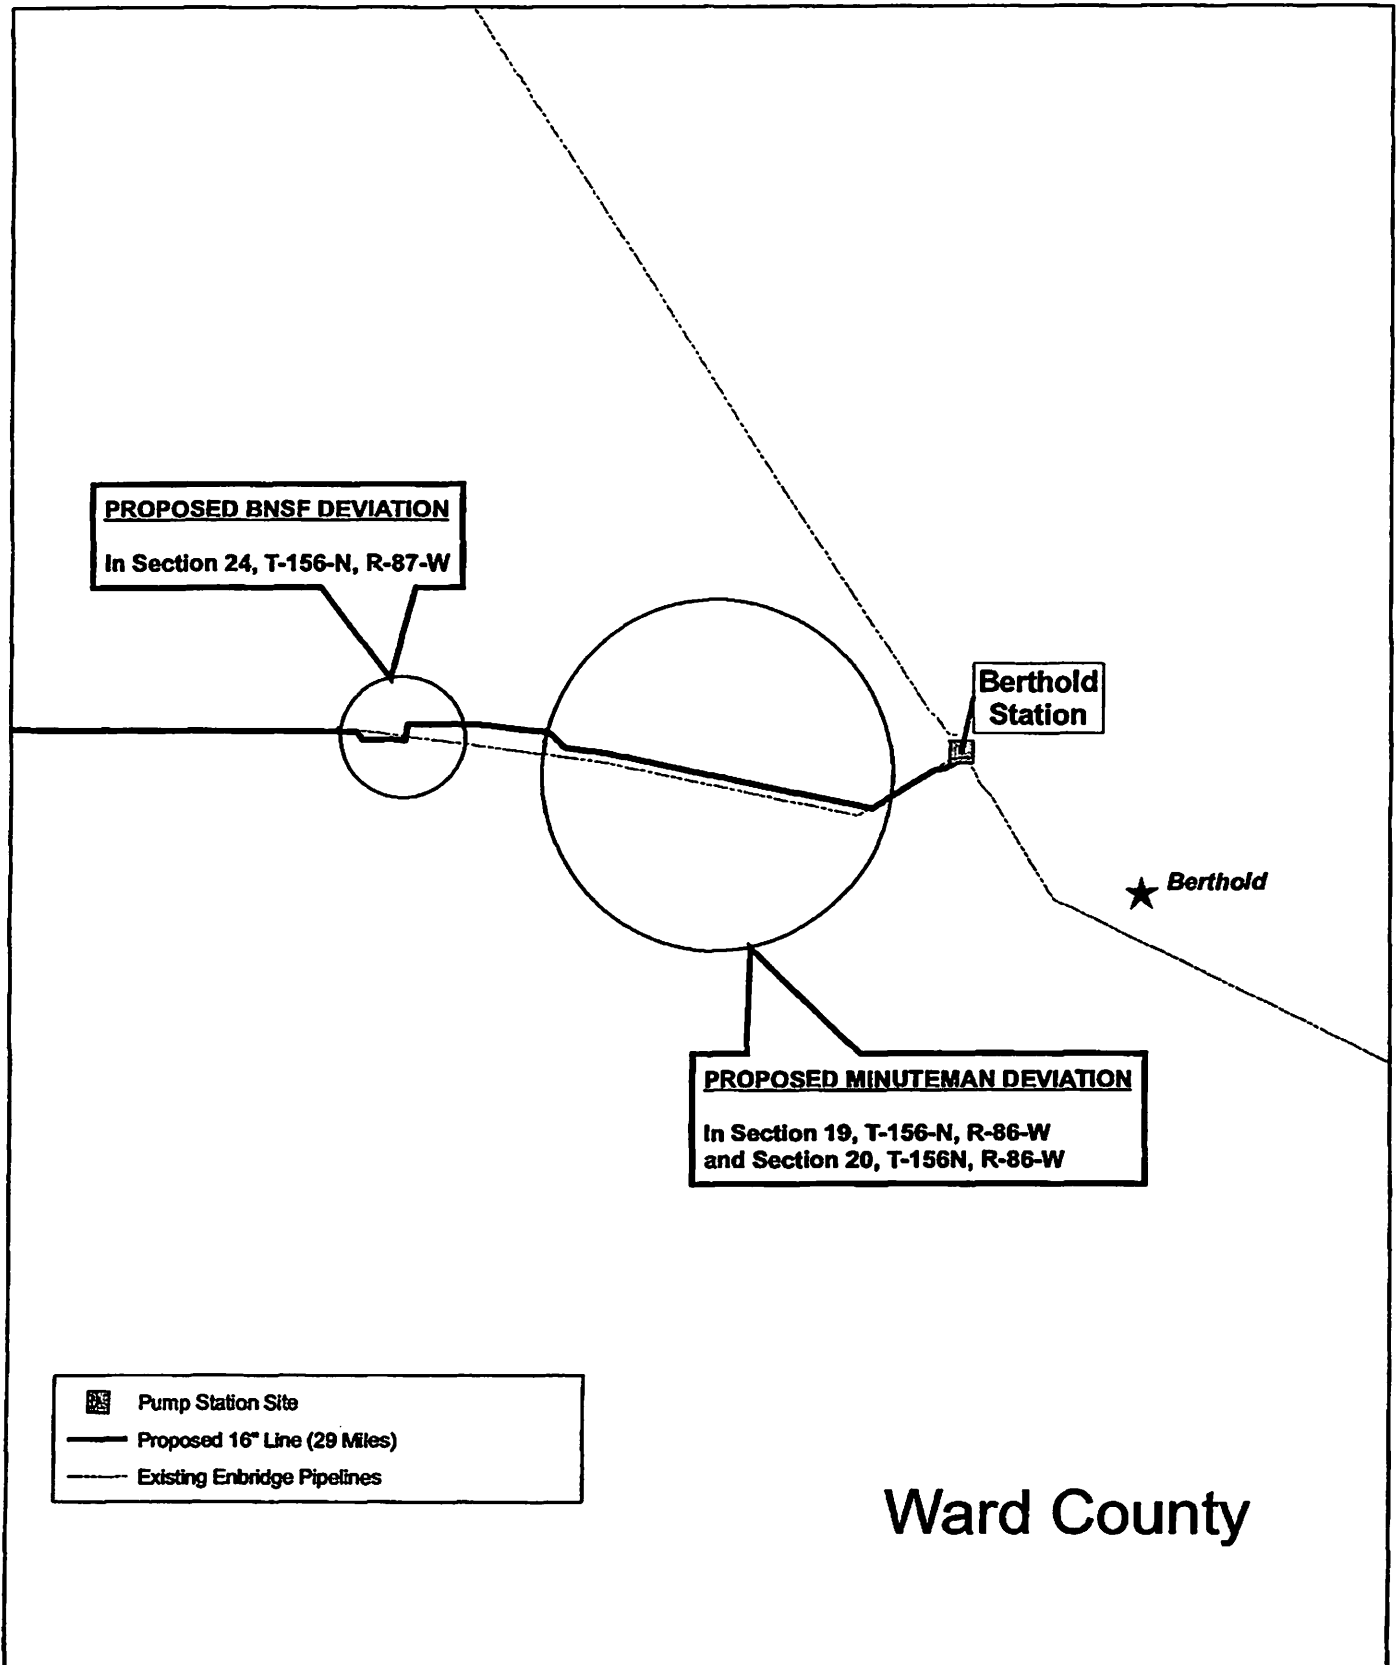 PROPOSED BNSF DEVIATION
In Section 24, T-156-N, R-87-W
Berthold
Station
Berthold
PROPOSED MINUTEMAN DEVIATION
In Section 19, T-156-N, R-86-W
and Section 20, T-156N, R-86-W
Pump Station Site
Proposed 16" Line (29 Miles)
Existing Enbridge Pipelines
Ward County